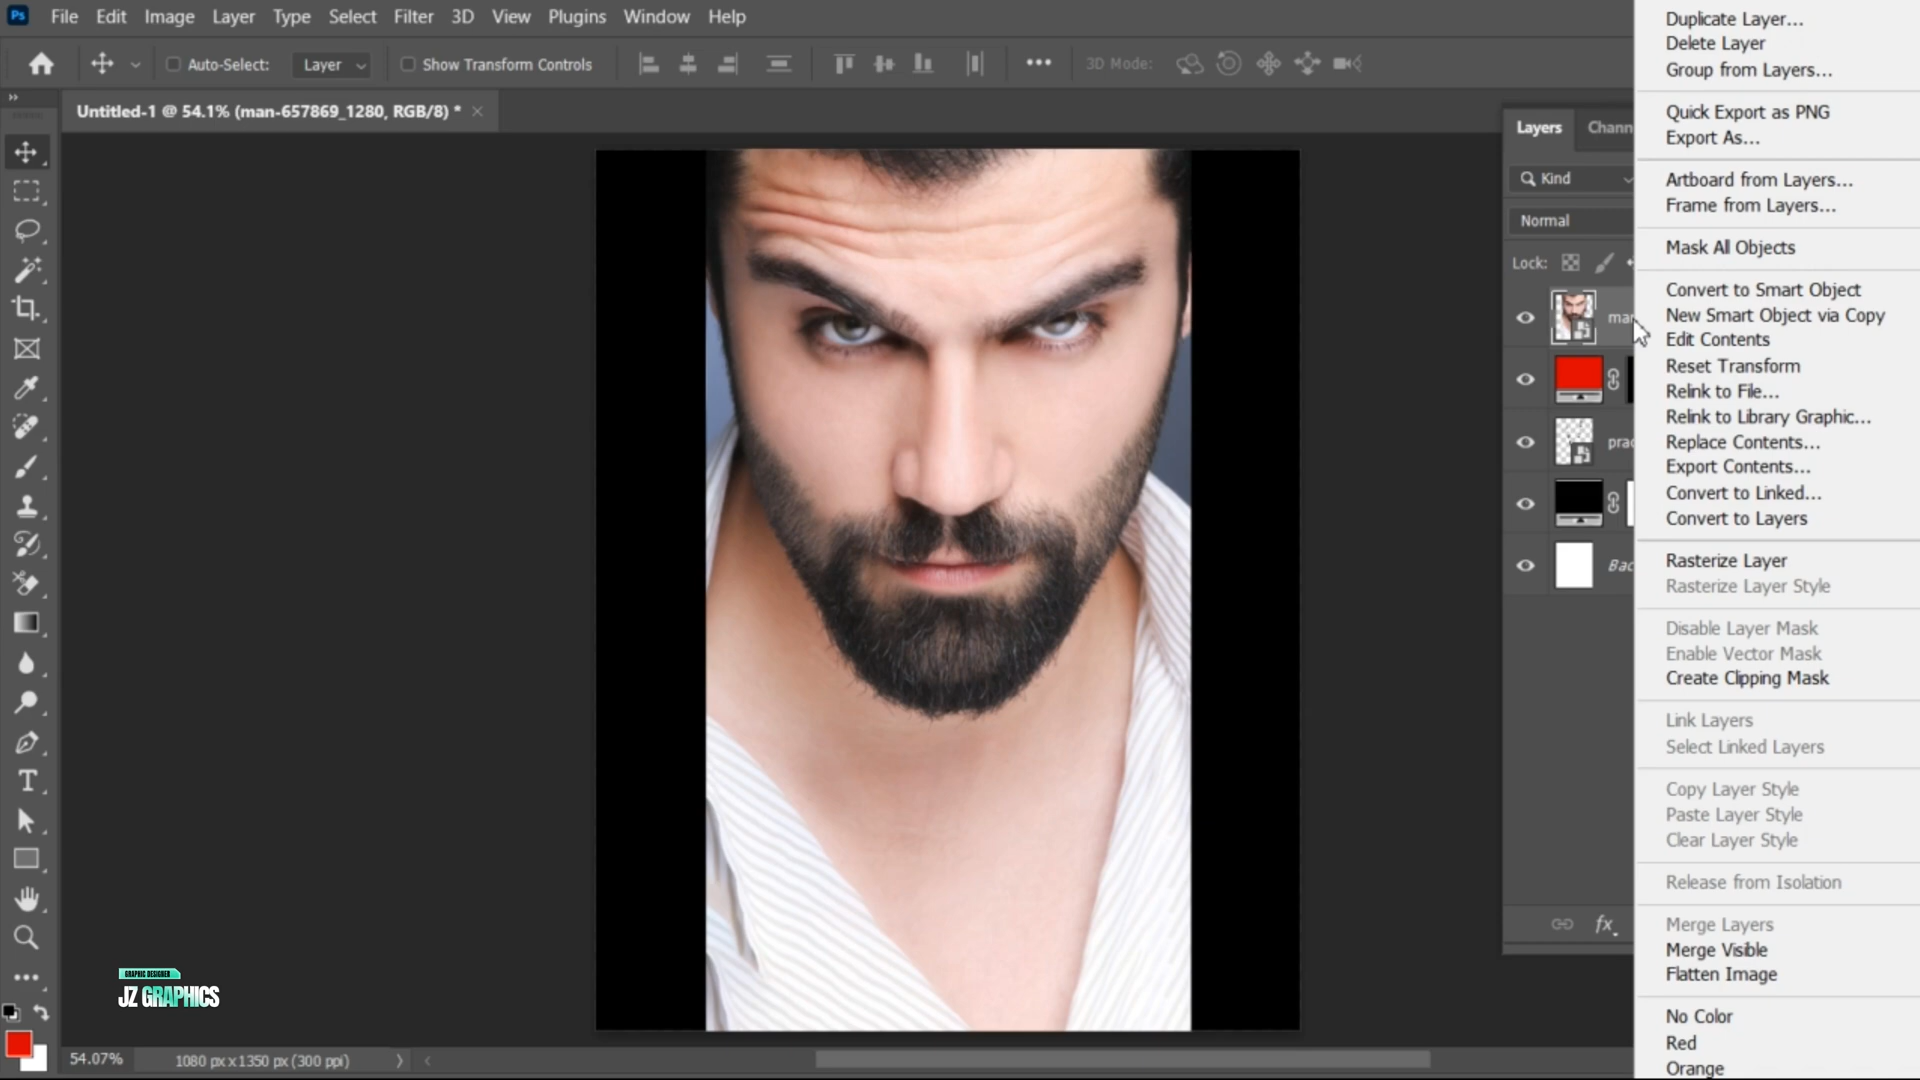 Ps File Edit Image Layer Type Select Filter 3D View Plugins Window Help
Auto-Select: Layer Show Transform Controls 3D Mode:
Untitled-1 @ 54.1% (man-657869_1280, RGB/8) *
Layers Chann
Kind
Normal
Lock:
ma
prac
Bac
fx
Duplicate Layer...
Delete Layer
Group from Layers...
Quick Export as PNG
Export As...
Artboard from Layers...
Frame from Layers...
Mask All Objects
Convert to Smart Object
New Smart Object via Copy
Edit Contents
Reset Transform
Relink to File...
Relink to Library Graphic...
Replace Contents...
Export Contents...
Convert to Linked...
Convert to Layers
Rasterize Layer
Rasterize Layer Style
Disable Layer Mask
Enable Vector Mask
Create Clipping Mask
Link Layers
Select Linked Layers
Copy Layer Style
Paste Layer Style
Clear Layer Style
Release from Isolation
Merge Layers
Merge Visible
Flatten Image
No Color
Red
Orange
GRAPHIC DESIGNER
JZ GRAPHICS
54.07% 1080 px x 1350 px (300 ppi)